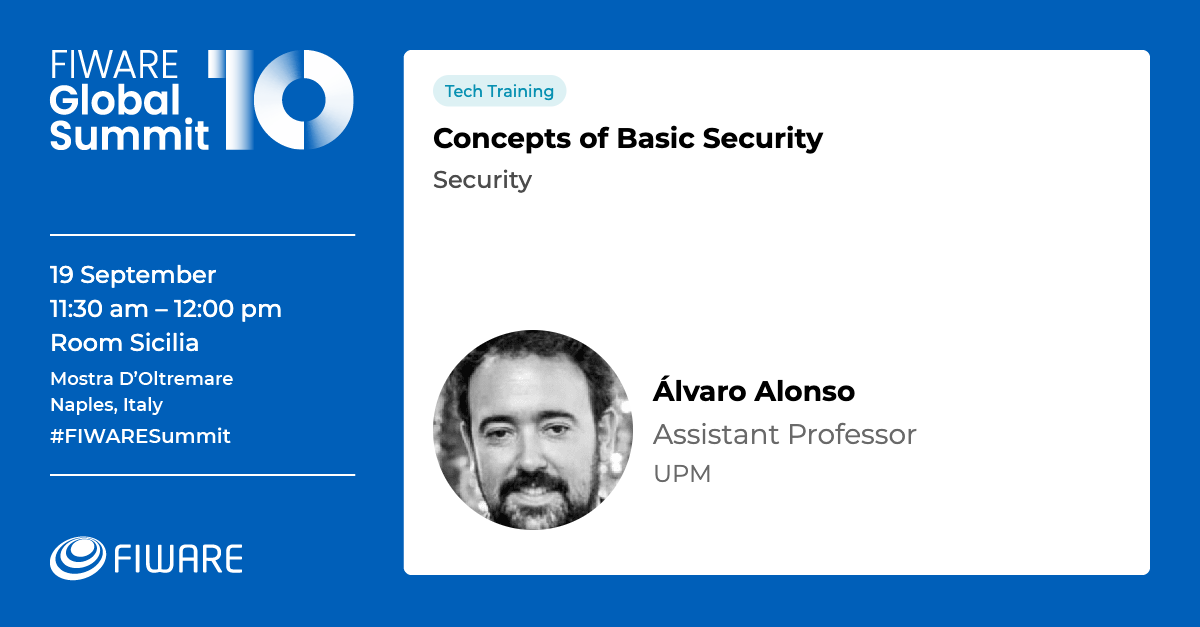 FIWARE
Global
Summit
10
19 September
11:30 am – 12:00 pm
Room Sicilia
Mostra D’Oltremare
Naples, Italy
#FIWARESummit
FIWARE
Tech Training
Concepts of Basic Security
Security
Álvaro Alonso
Assistant Professor
UPM